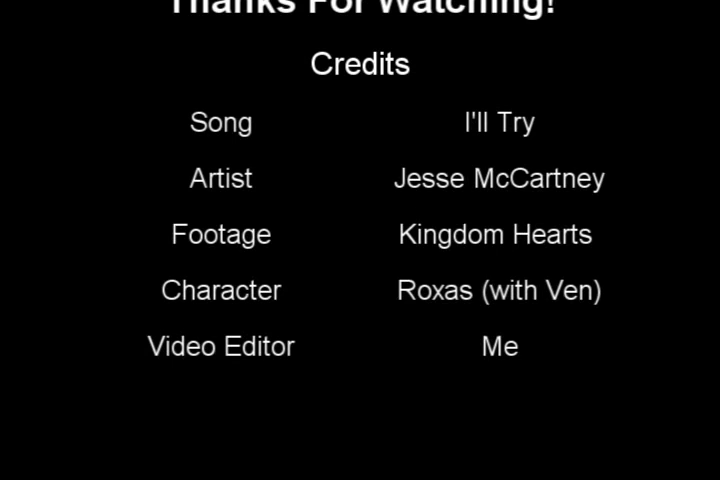 Thanks For Watching!
Credits
Song I'll Try
Artist Jesse McCartney
Footage Kingdom Hearts
Character Roxas (with Ven)
Video Editor Me